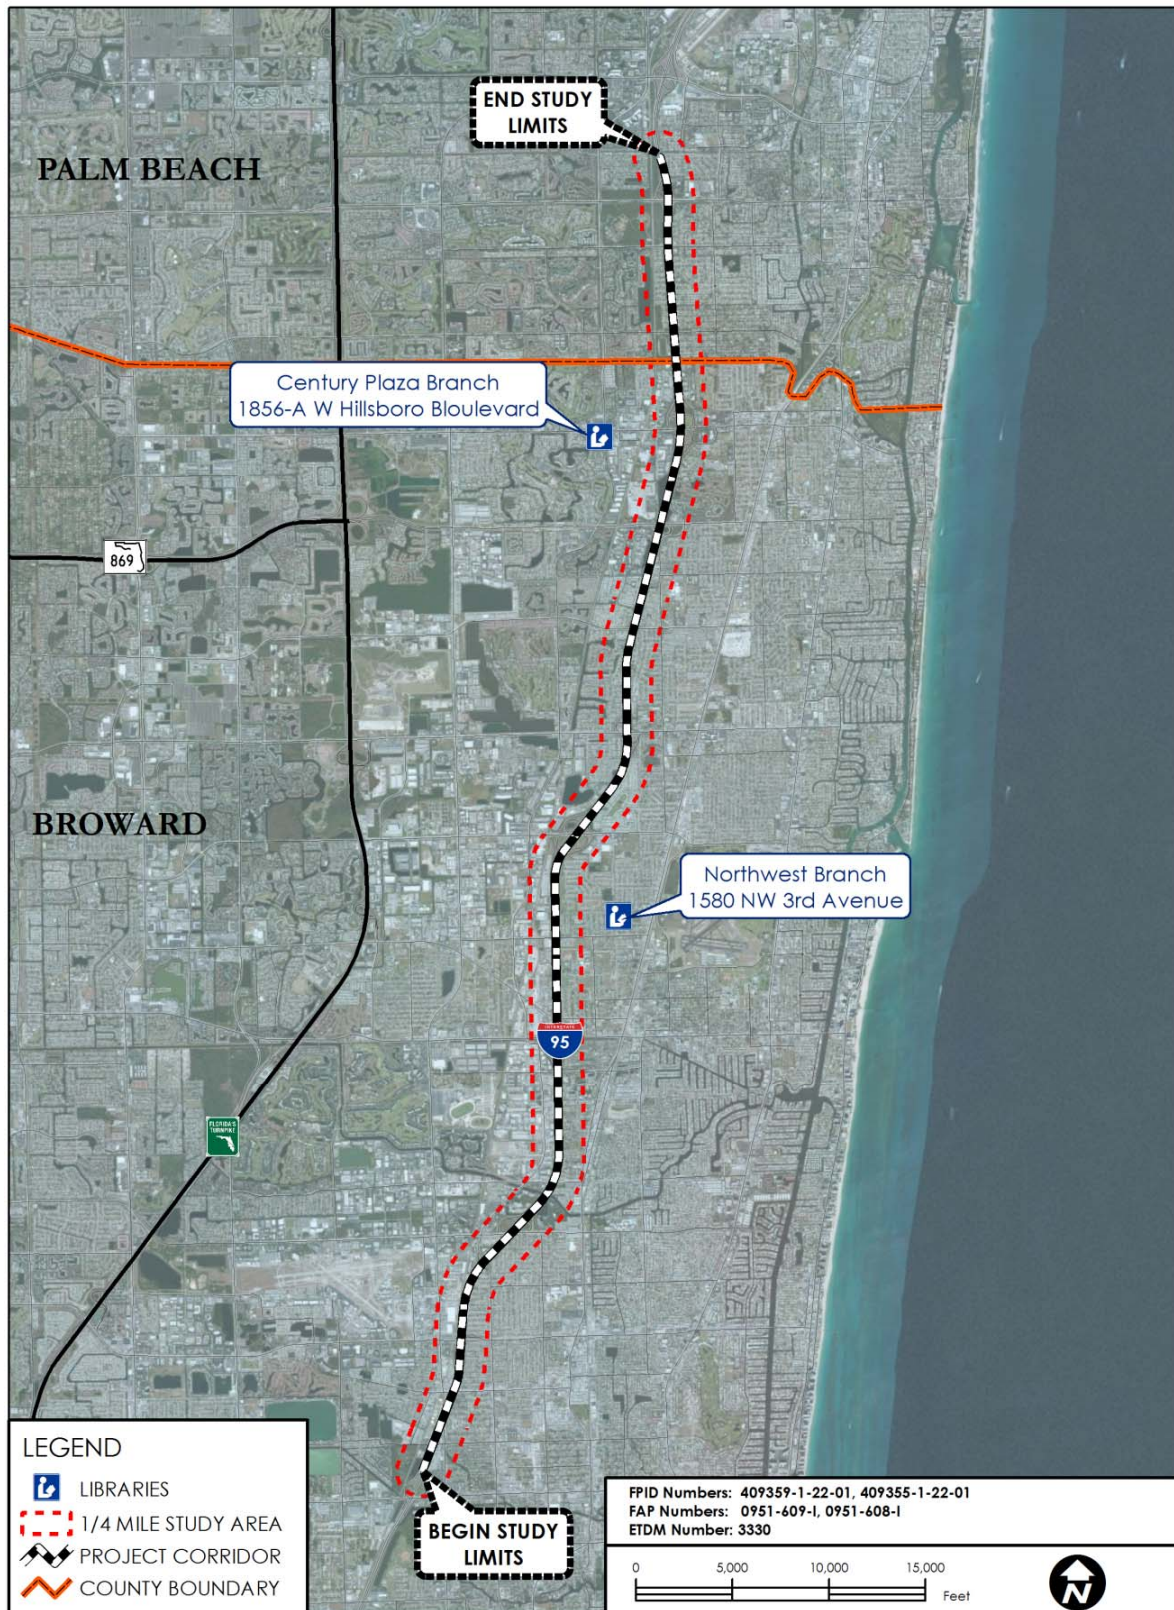 END STUDY
LIMITS
PALM BEACH
Century Plaza Branch
1856-A W Hillsboro Bloulevard
869
BROWARD
Northwest Branch
1580 NW 3rd Avenue
INTERSTATE
95
FLORIDA'S
TURNPIKE
BEGIN STUDY
LIMITS
LEGEND
LIBRARIES
1/4 MILE STUDY AREA
PROJECT CORRIDOR
COUNTY BOUNDARY
FPID Numbers: 409359-1-22-01, 409355-1-22-01
FAP Numbers: 0951-609-I, 0951-608-I
ETDM Number: 3330
0 5,000 10,000 15,000
Feet
N